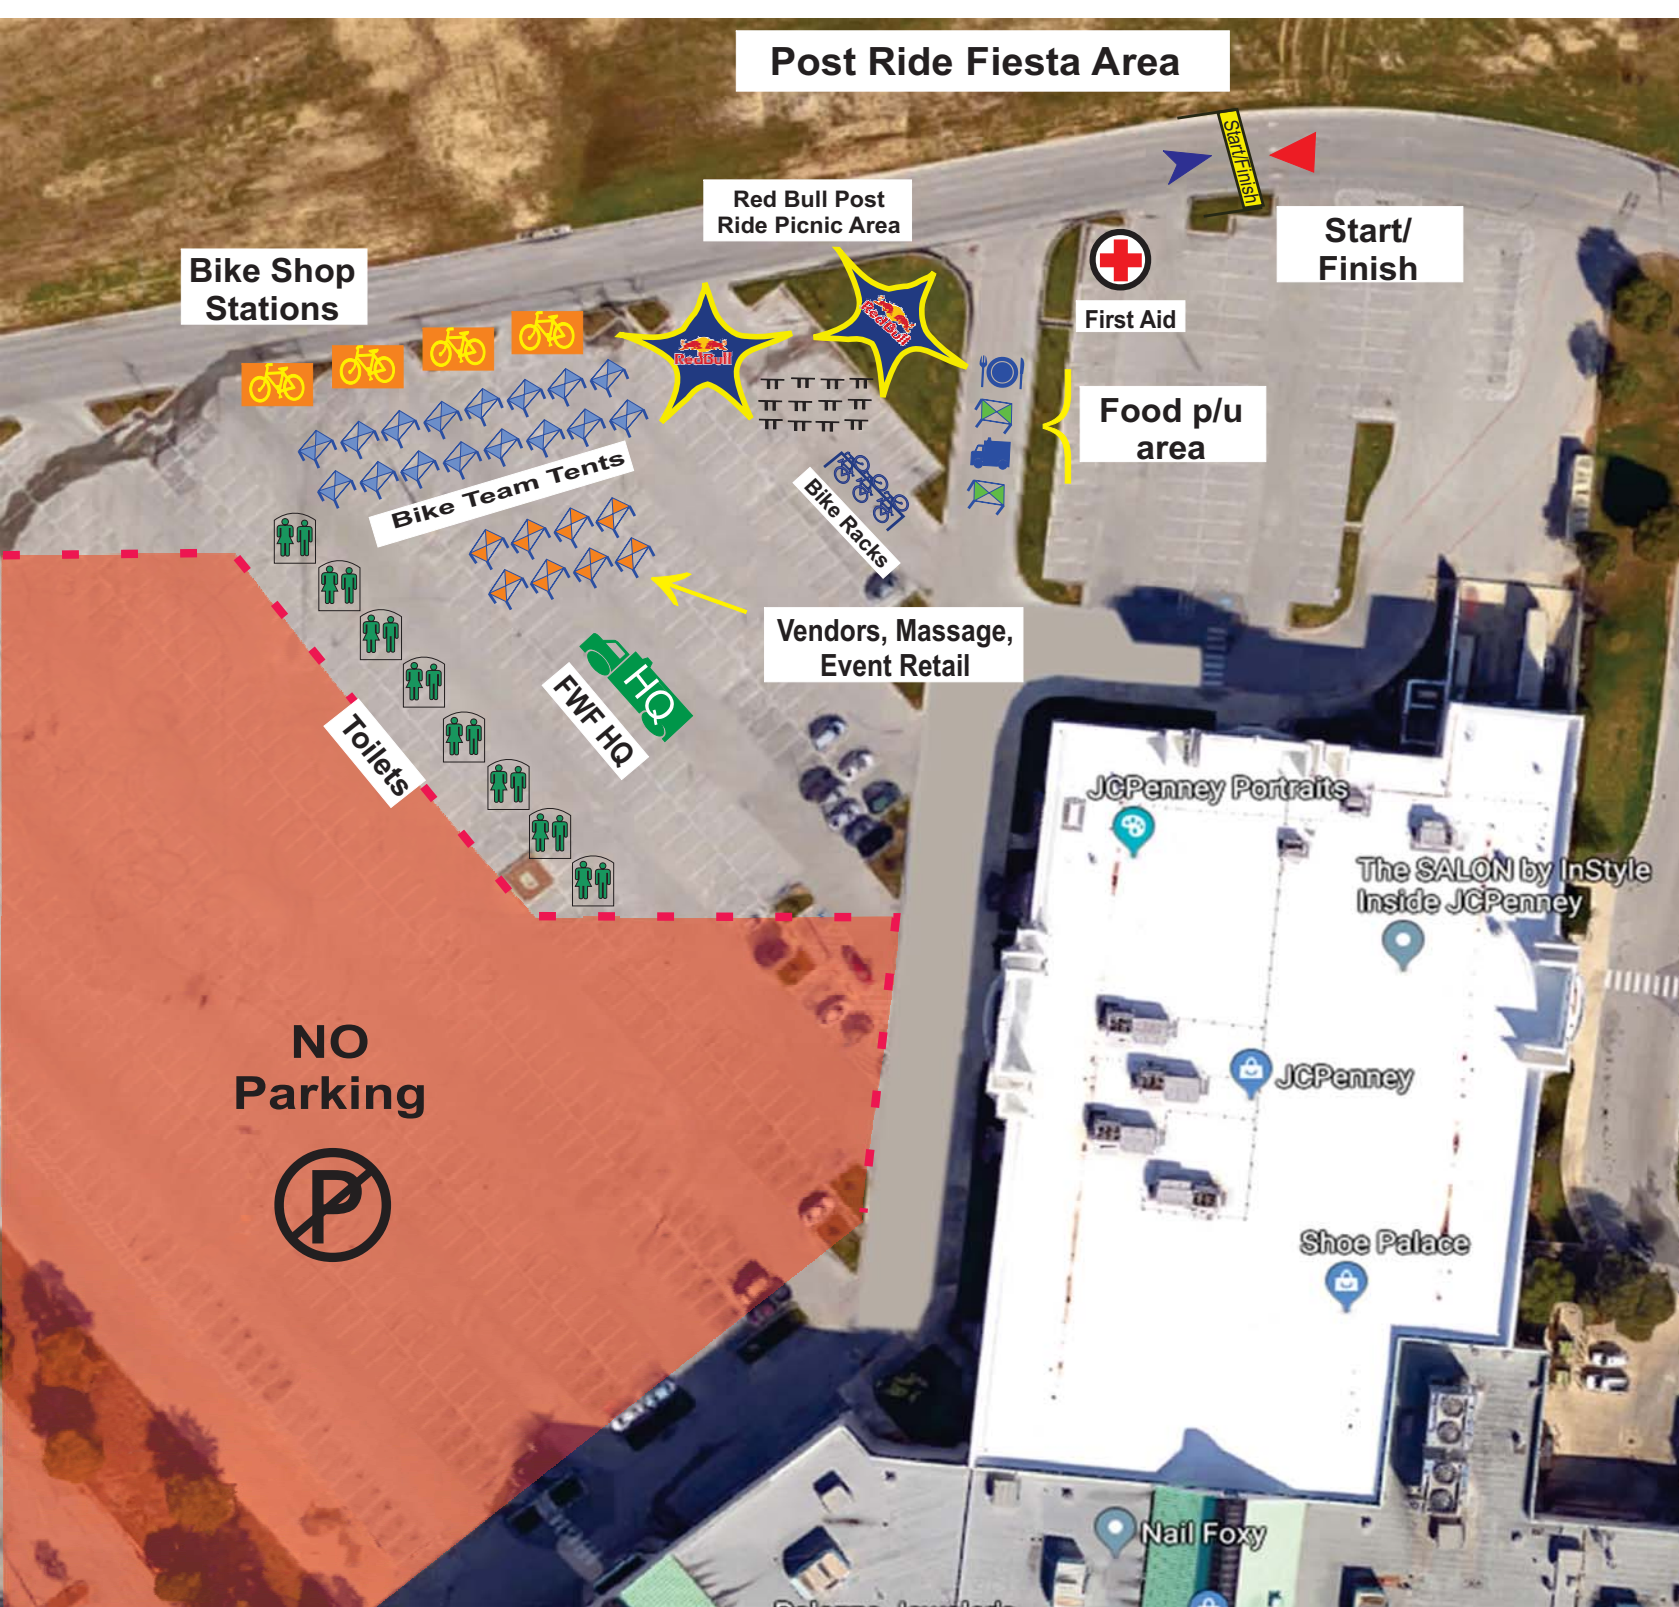 Post Ride Fiesta Area
Start/Finish
Red Bull Post
Ride Picnic Area
Start/
Finish
Bike Shop
Stations
RedBull
RedBull
First Aid
Food p/u
area
Bike Team Tents
Bike Racks
Vendors, Massage,
Event Retail
HQ
FWF HQ
Toilets
JCPenney Portraits
The SALON by InStyle
Inside JCPenney
NO
Parking
P
JCPenney
Shoe Palace
Nail Foxy